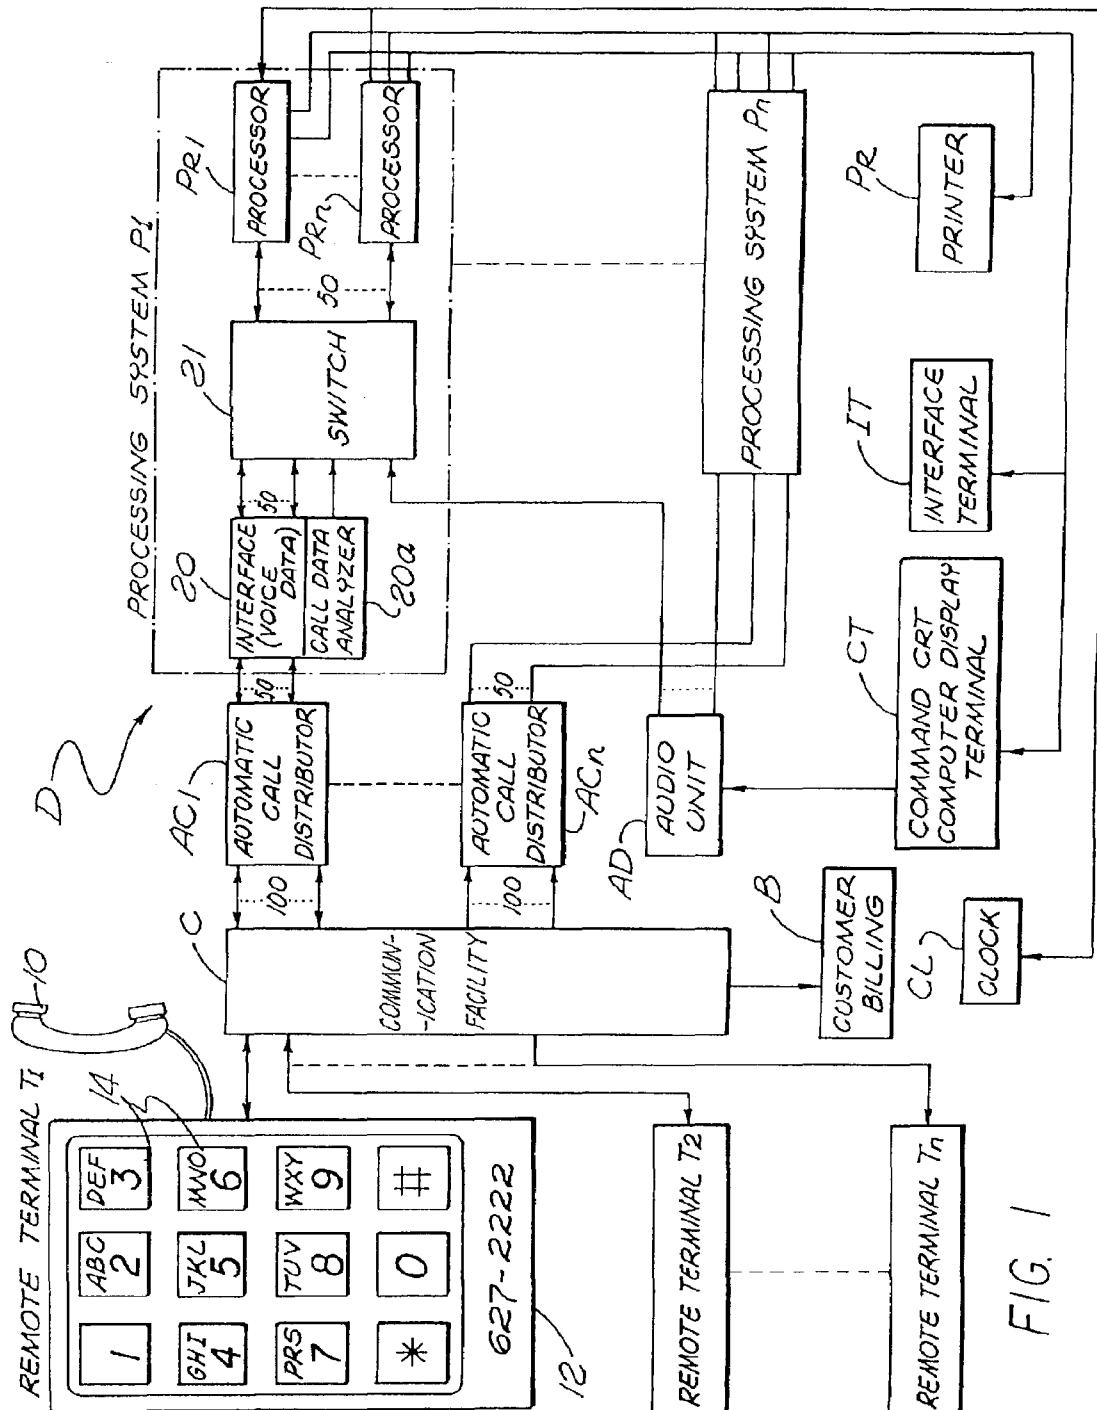 REMOTE TERMINAL T1
10
14
1
ABC
2
DEF
3
GHI
4
JKL
5
MNO
6
PRS
7
TUV
8
WXY
9
*
0
#
627-2222
12
REMOTE TERMINAL T2
REMOTE TERMINAL Tn
FIG. 1
C
COMMUN-
-ICATION
FACILITY
B
CUSTOMER
BILLING
CL
CLOCK
D
100
100
AC1
AUTOMATIC
CALL
DISTRIBUTOR
AUTOMATIC
CALL
DISTRIBUTOR
ACn
AD
AUDIO
UNIT
CT
COMMAND CRT
COMPUTER DISPLAY
TERMINAL
50
50
PROCESSING SYSTEM P1
20
INTERFACE
(VOICE
DATA)
CALL DATA
ANALYZER
20a
50
21
SWITCH
50
PR1
PROCESSOR
PRn
PROCESSOR
PROCESSING SYSTEM Pn
IT
INTERFACE
TERMINAL
PR
PRINTER